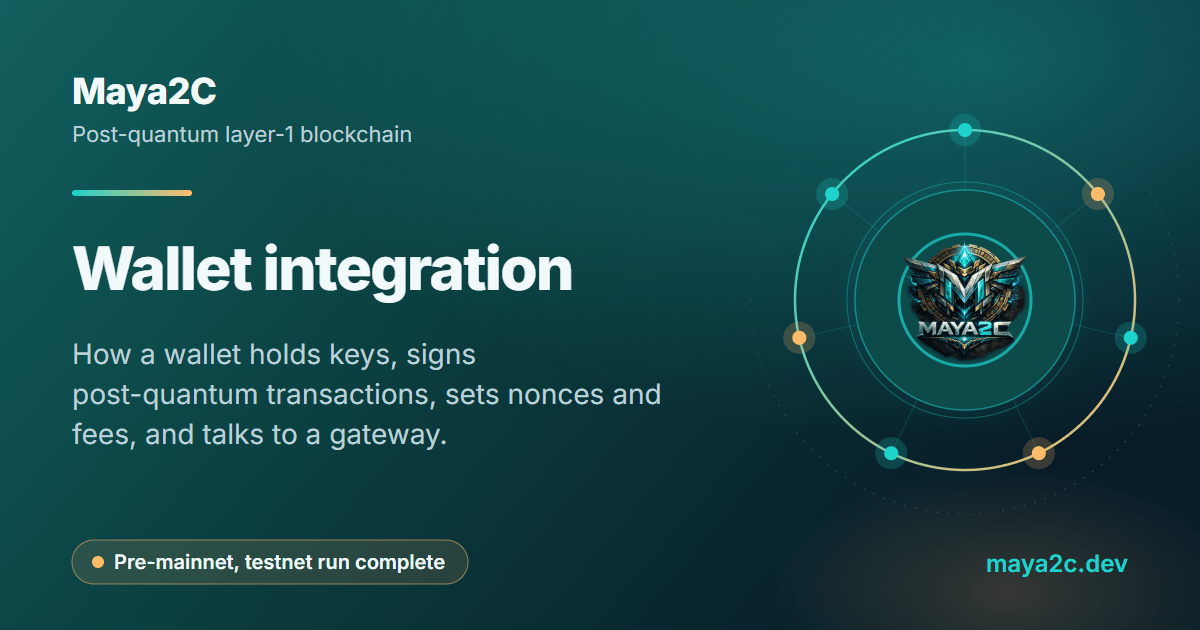 Maya2C
Post-quantum layer-1 blockchain
Wallet integration
How a wallet holds keys, signs
post-quantum transactions, sets nonces and
fees, and talks to a gateway.
MAYA2C
Pre-mainnet, testnet run complete
maya2c.dev